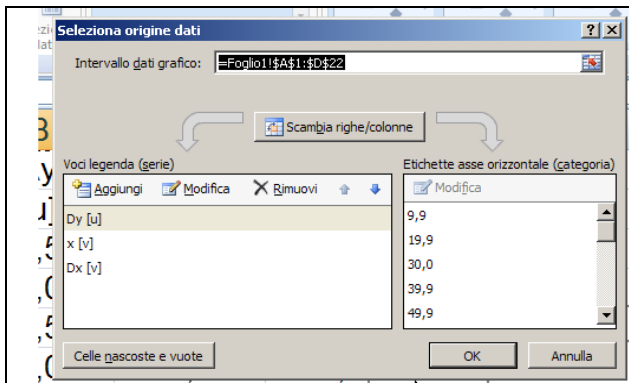 Seleziona origine dati
Intervallo dati grafico: =Foglio1!$A$1:$D$22
Scambia righe/colonne
Voci legenda (serie)
Aggiungi Modifica Rimuovi
Dy [u]
x [v]
Dx [v]
Etichette asse orizzontale (categoria)
Modifica
9,9
19,9
30,0
39,9
49,9
Celle nascoste e vuote
OK Annulla